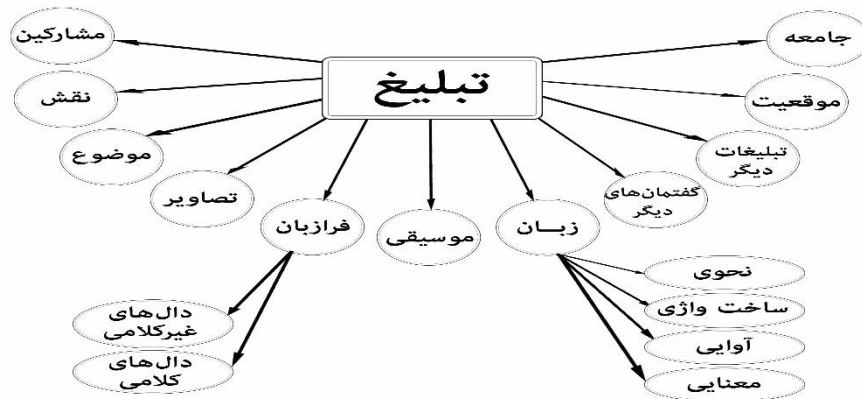 تبلیغ
جامعه
موقعیت
تبلیغات
دیگر
گفتمان‌های
دیگر
زبــان
موسیقی
فرازبان
تصاویر
موضوع
نقش
مشارکین
نحوی
ساخت واژی
آوایی
معنایی
دال‌های
غیرکلامی
دال‌های
کلامی